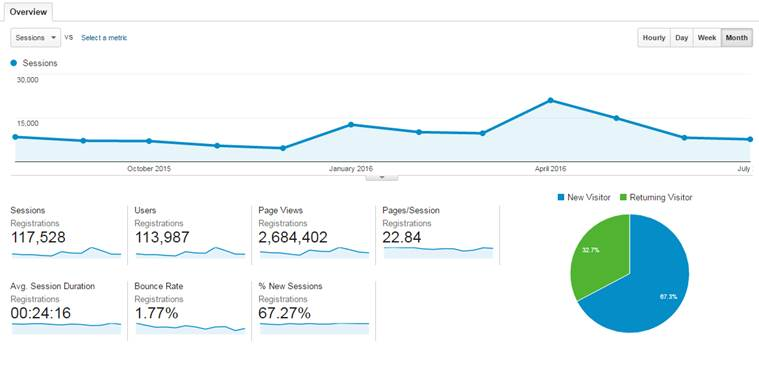 Overview
Sessions VS Select a metric
Hourly Day Week Month
Sessions
30,000
15,000
October 2015 January 2016 April 2016 July
New Visitor Returning Visitor
Sessions
Registrations
117,528
Users
Registrations
113,987
Page Views
Registrations
2,684,402
Pages/Session
Registrations
22.84
Avg. Session Duration
Registrations
00:24:16
Bounce Rate
Registrations
1.77%
% New Sessions
Registrations
67.27%
32.7%
67.3%